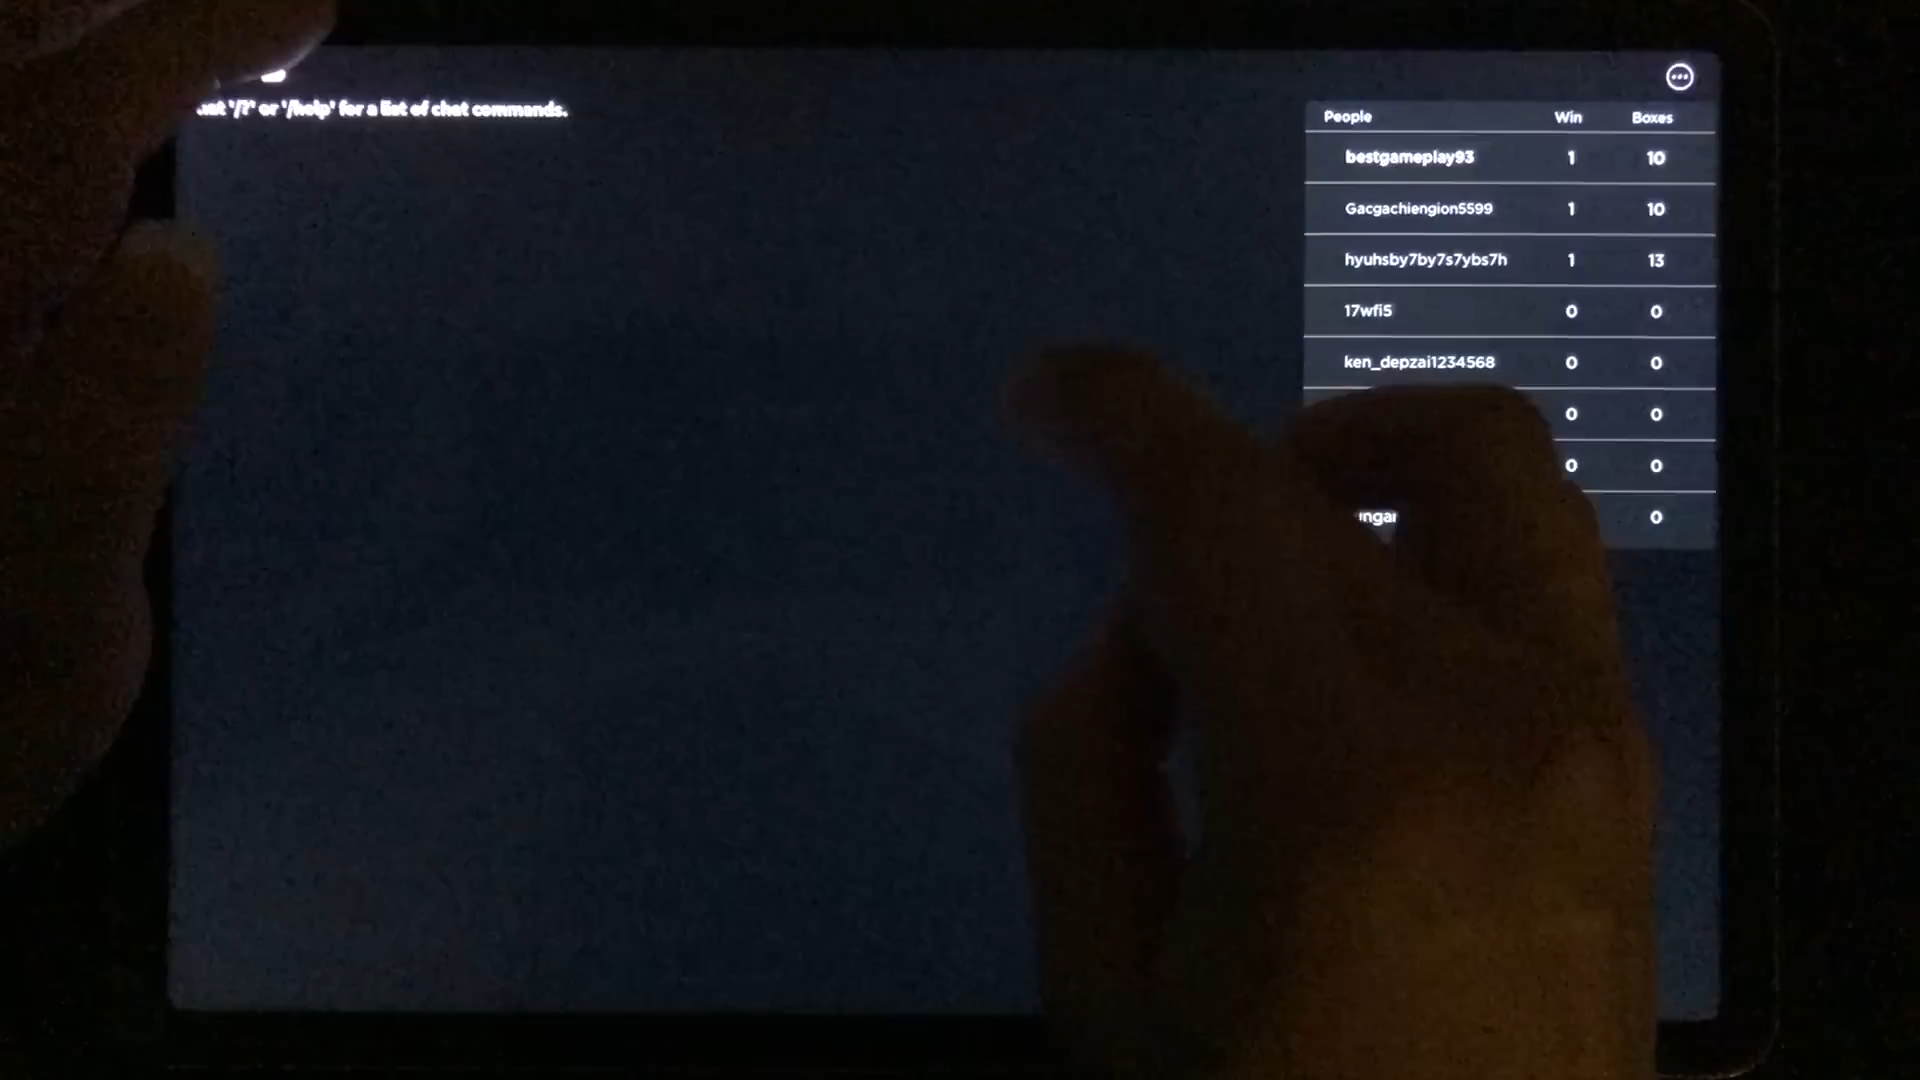 '/?' or '/help' for a list of chat commands.
People Win Boxes
bestgameplay93 1 10
Gacgachiengion5599 1 10
hyuhsby7by7s7ybs7h 1 13
17wfi5 0 0
ken_depzai1234568 0 0
0 0
0 0
0